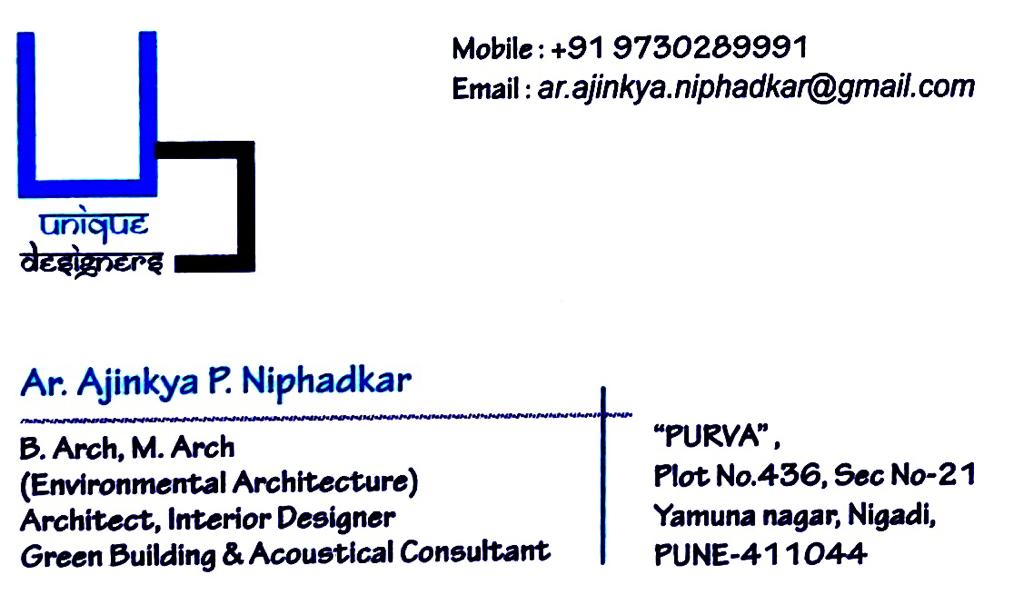 Mobile : +91 9730289991
Email : ar.ajinkya.niphadkar@gmail.com
unique
designers
Ar. Ajinkya P. Niphadkar
B. Arch, M. Arch
(Environmental Architecture)
Architect, Interior Designer
Green Building & Acoustical Consultant
"PURVA",
Plot No.436, Sec No-21
Yamuna nagar, Nigadi,
PUNE-411044